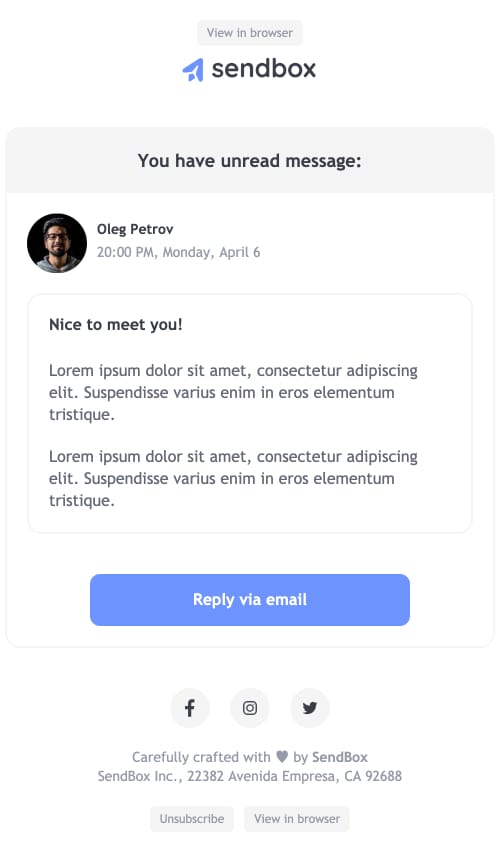 View in browser
sendbox
You have unread message:
Oleg Petrov
20:00 PM, Monday, April 6
Nice to meet you!
Lorem ipsum dolor sit amet, consectetur adipiscing
elit. Suspendisse varius enim in eros elementum
tristique.
Lorem ipsum dolor sit amet, consectetur adipiscing
elit. Suspendisse varius enim in eros elementum
tristique.
Reply via email
Carefully crafted with ♥ by SendBox
SendBox Inc., 22382 Avenida Empresa, CA 92688
Unsubscribe View in browser